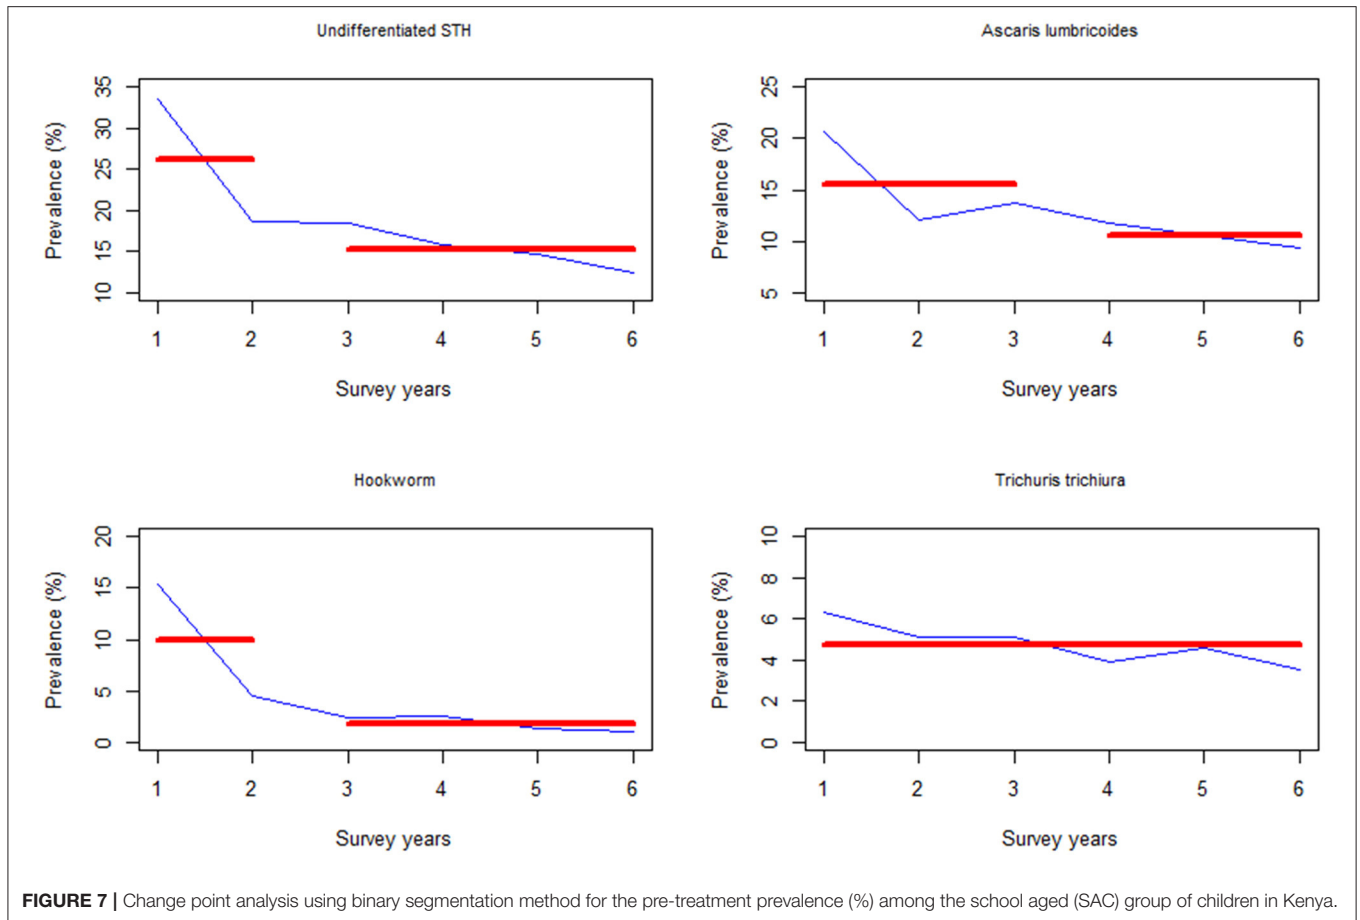 Undifferentiated STH
Prevalence (%)
35
30
25
20
15
10
1 2 3 4 5 6
Survey years
Ascaris lumbricoides
Prevalence (%)
25
20
15
10
5
1 2 3 4 5 6
Survey years
Hookworm
Prevalence (%)
20
15
10
5
0
1 2 3 4 5 6
Survey years
Trichuris trichiura
Prevalence (%)
10
8
6
4
2
0
1 2 3 4 5 6
Survey years
FIGURE 7 | Change point analysis using binary segmentation method for the pre-treatment prevalence (%) among the school aged (SAC) group of children in Kenya.